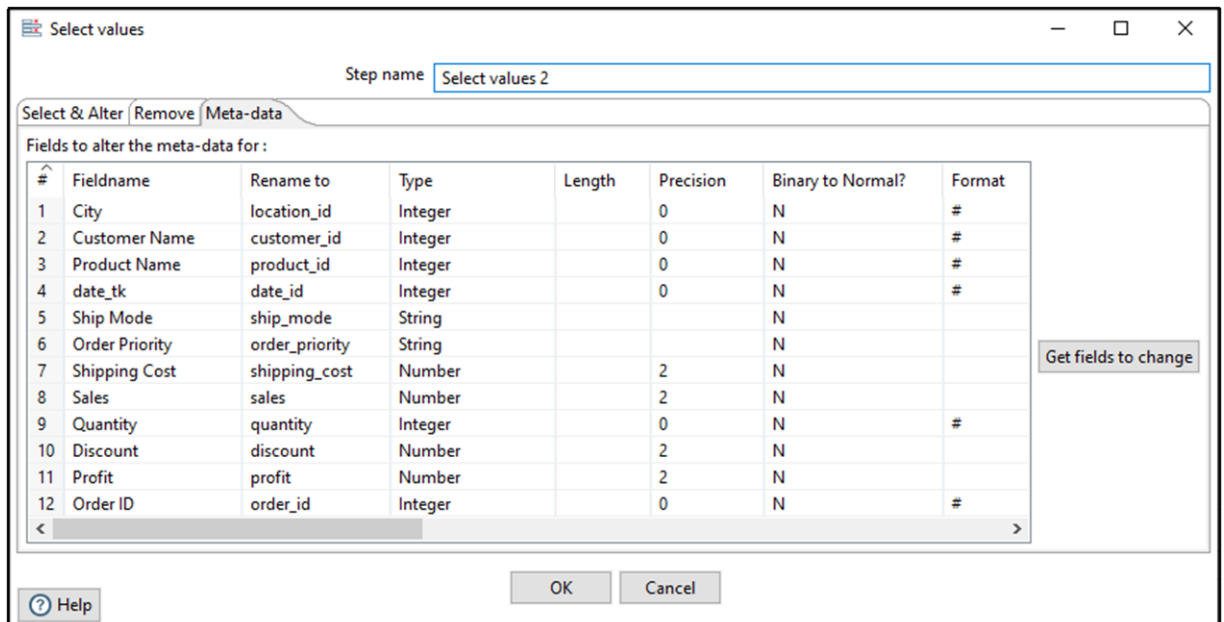 Select values
Step name Select values 2
Select & Alter Remove Meta-data
Fields to alter the meta-data for :
# Fieldname Rename to Type Length Precision Binary to Normal? Format
1 City location_id Integer 0 N #
2 Customer Name customer_id Integer 0 N #
3 Product Name product_id Integer 0 N #
4 date_tk date_id Integer 0 N #
5 Ship Mode ship_mode String N
6 Order Priority order_priority String N
Get fields to change
7 Shipping Cost shipping_cost Number 2 N
8 Sales sales Number 2 N
9 Quantity quantity Integer 0 N #
10 Discount discount Number 2 N
11 Profit profit Number 2 N
12 Order ID order_id Integer 0 N #
OK Cancel
Help